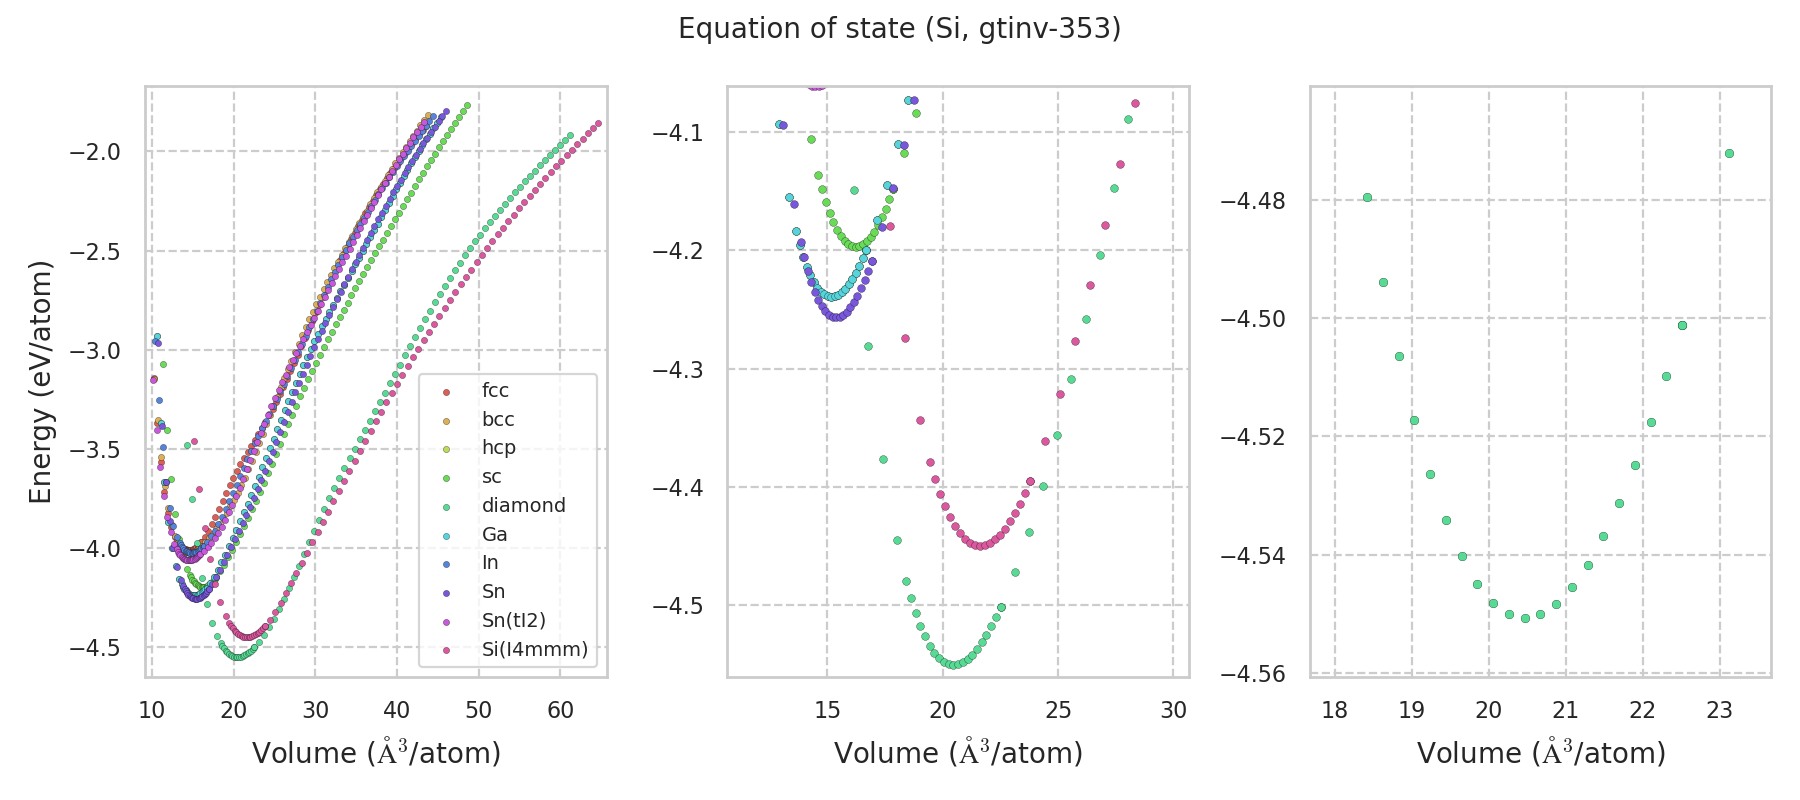 Equation of state (Si, gtinv-353)
Energy (eV/atom)
−2.0
−2.5
−3.0
−3.5
−4.0
−4.5
10 20 30 40 50 60
Volume (Å³/atom)
fcc
bcc
hcp
sc
diamond
Ga
In
Sn
Sn(tI2)
Si(I4mmm)
−4.1
−4.2
−4.3
−4.4
−4.5
15 20 25 30
Volume (Å³/atom)
−4.48
−4.50
−4.52
−4.54
−4.56
18 19 20 21 22 23
Volume (Å³/atom)